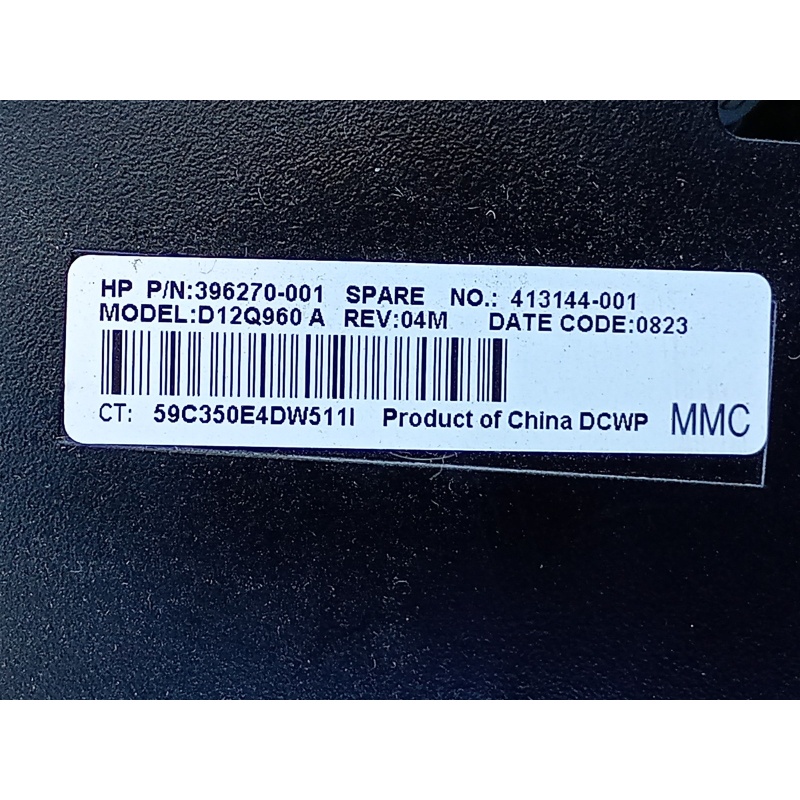 HP P/N:396270-001 SPARE NO.: 413144-001
MODEL:D12Q960 A REV:04M DATE CODE:0823
CT: 59C350E4DW511I Product of China DCWP MMC